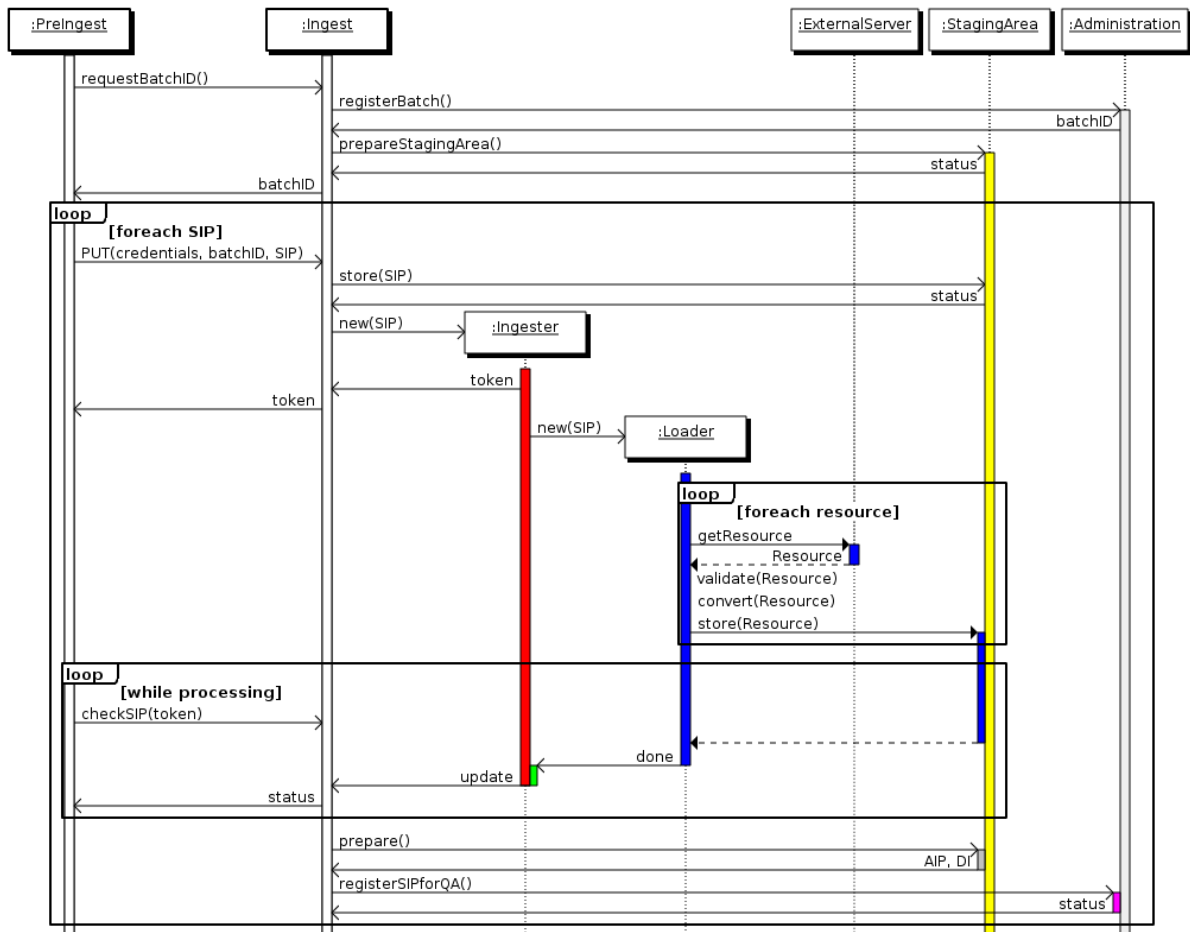 :PreIngest
:Ingest
:ExternalServer
:StagingArea
:Administration
requestBatchID()
registerBatch()
batchID
prepareStagingArea()
status
batchID
loop
[foreach SIP]
PUT(credentials, batchID, SIP)
store(SIP)
status
new(SIP)
:Ingester
token
token
new(SIP)
:Loader
loop
[foreach resource]
getResource
Resource
validate(Resource)
convert(Resource)
store(Resource)
loop
[while processing]
checkSIP(token)
done
update
status
prepare()
AIP, DI
registerSIPforQA()
status